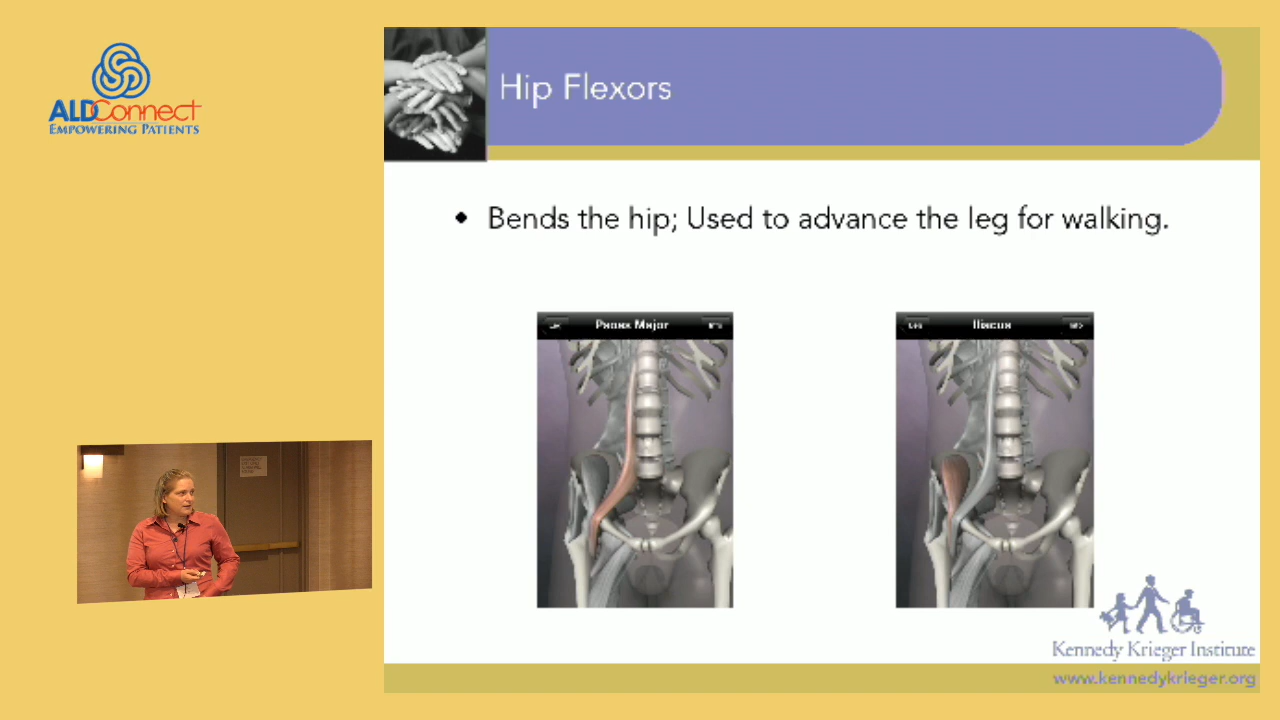 ALDConnect
EMPOWERING PATIENTS
Hip Flexors
• Bends the hip; Used to advance the leg for walking.
Psoas Major
Iliacus
Kennedy Krieger Institute
www.kennedykrieger.org